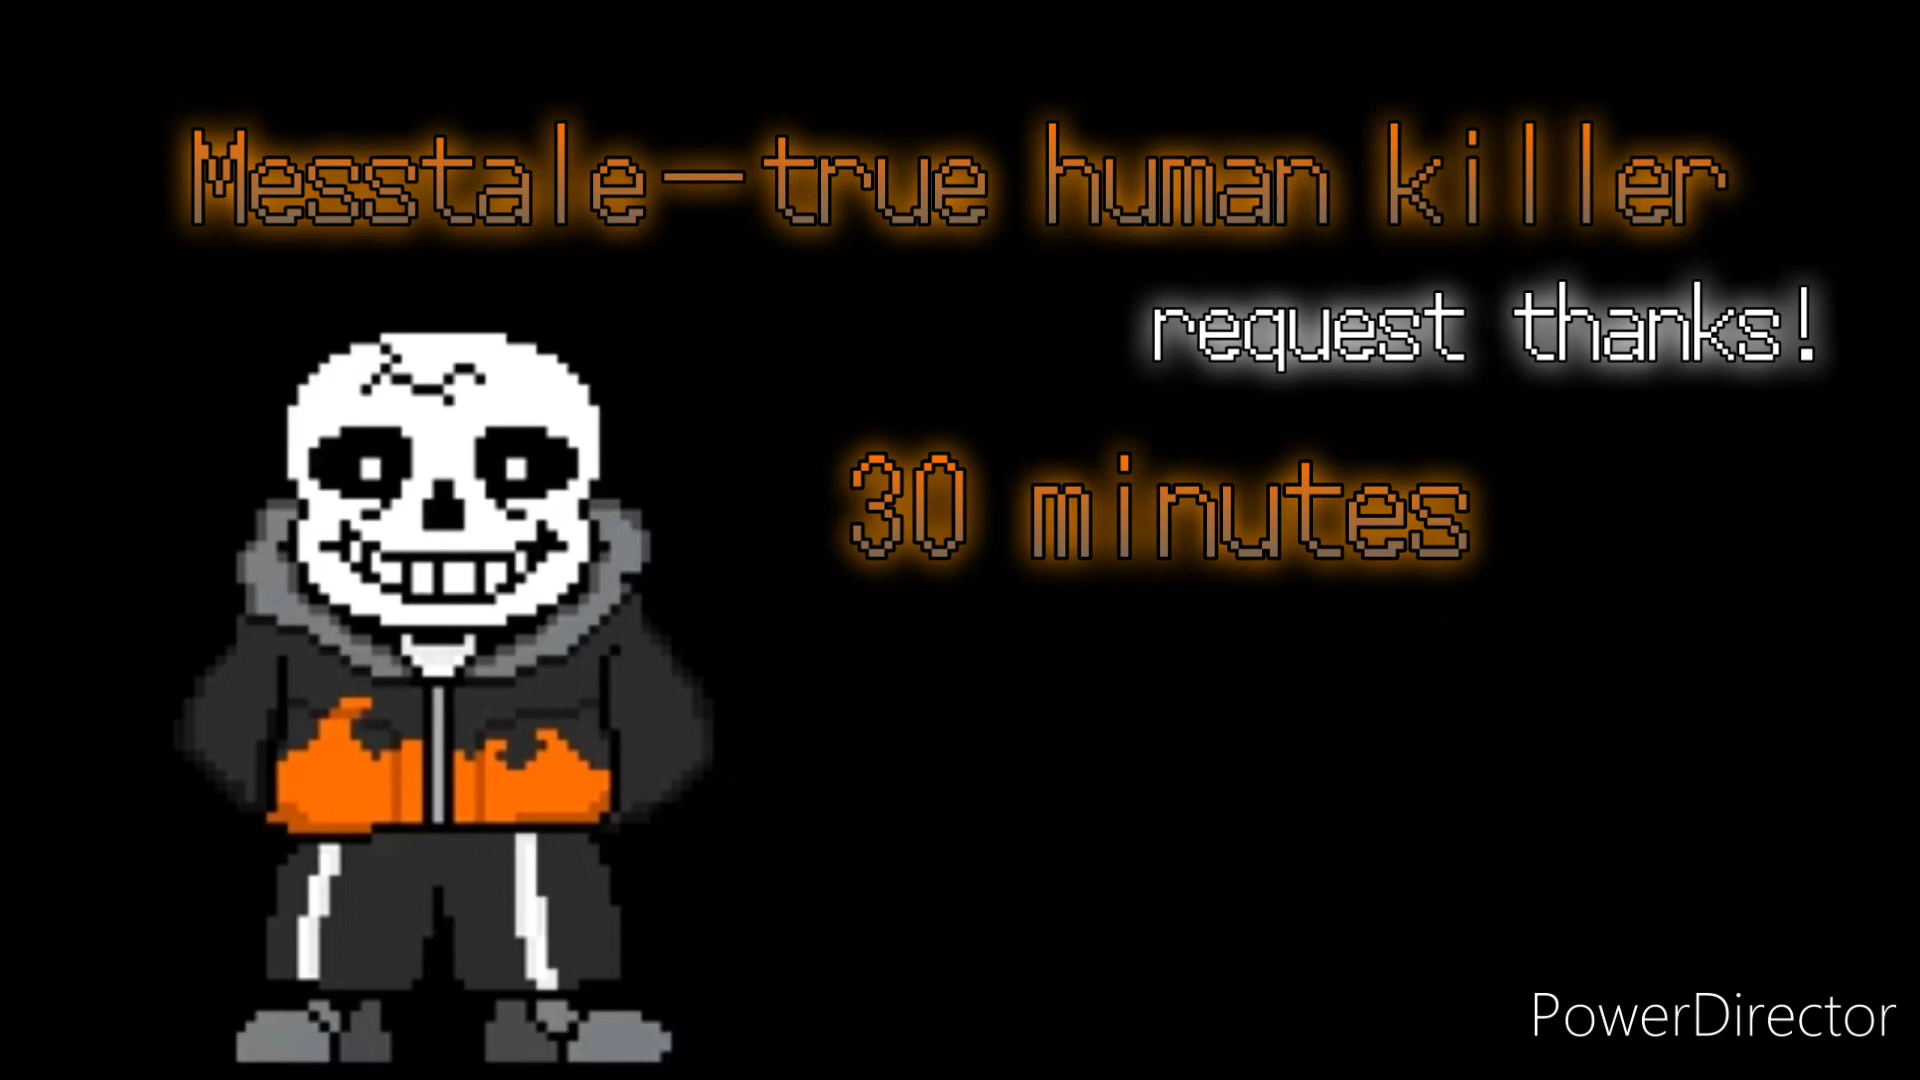 Messtale-true human killer
request thanks!
30 minutes
PowerDirector